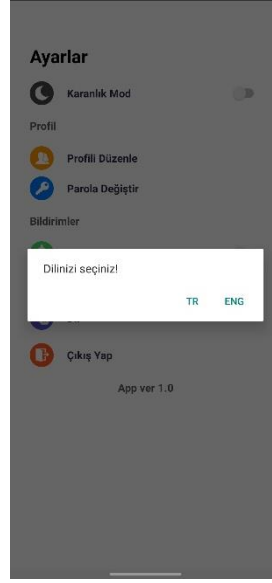 Ayarlar
Karanlık Mod
Profil
Profili Düzenle
Parola Değiştir
Bildirimler
Dilinizi seçiniz!
TR ENG
Çıkış Yap
App ver 1.0